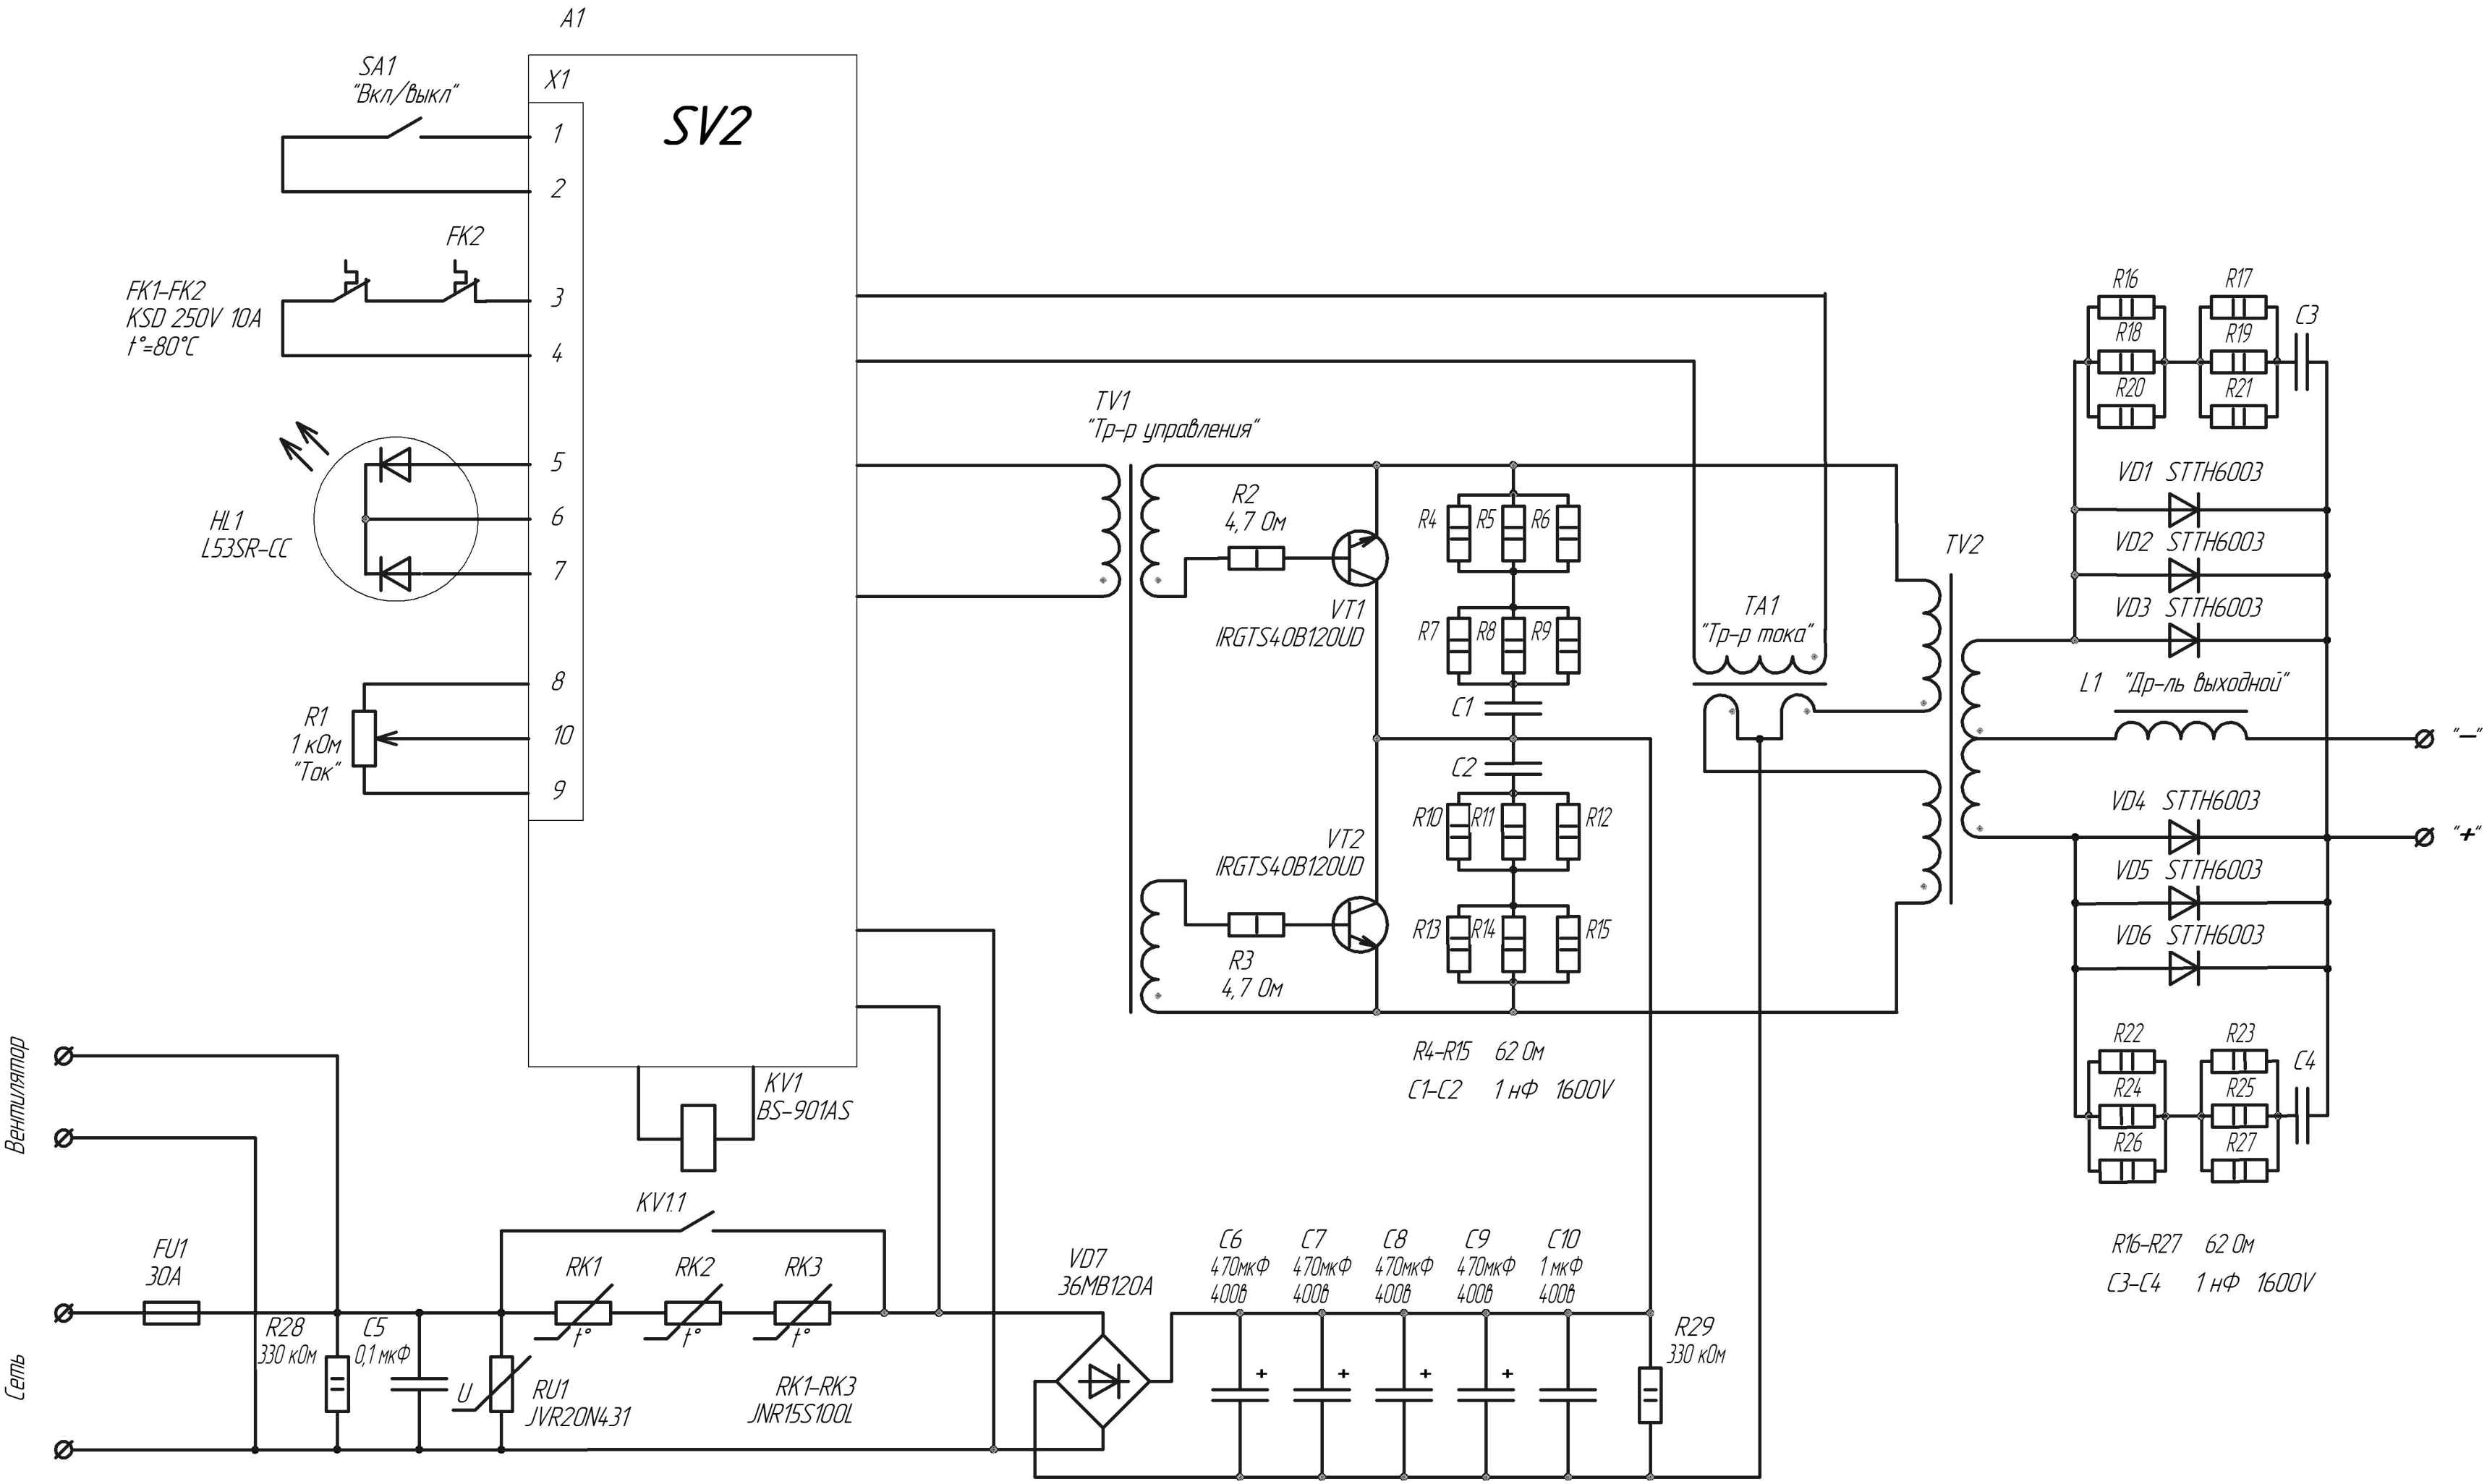 A1
SA1
"Вкл/выкл"
X1
SV2
1
2
FK2
FK1-FK2
KSD 250V 10A
t°=80°C
3
4
5
6
7
HL1
L53SR-CC
8
10
9
R1
1 кОм
"Ток"
TV1
"Тр-р управления"
R2
4,7 Ом
VT1
IRGTS40B120UD
R4
R5
R6
R7
R8
R9
C1
C2
R10
R11
R12
VT2
IRGTS40B120UD
R13
R14
R15
R3
4,7 Ом
R4-R15 62 Ом
C1-C2 1 нФ 1600V
TA1
"Тр-р тока"
TV2
R16
R17
R18
R19
R20
R21
C3
VD1 STTH6003
VD2 STTH6003
VD3 STTH6003
L1 "Др-ль выходной"
"-"
VD4 STTH6003
"+"
VD5 STTH6003
VD6 STTH6003
R22
R23
R24
R25
R26
R27
C4
R16-R27 62 Ом
C3-C4 1 нФ 1600V
KV1
BS-901AS
Вентилятор
Сеть
KV1.1
FU1
30A
RK1
RK2
RK3
t°
t°
t°
R28
330 кОм
C5
0,1 мкФ
U
RU1
JVR20N431
RK1-RK3
JNR15S100L
VD7
36MB120A
C6
470мкФ
400в
C7
470мкФ
400в
C8
470мкФ
400в
C9
470мкФ
400в
C10
1 мкФ
400в
+
+
+
+
R29
330 кОм